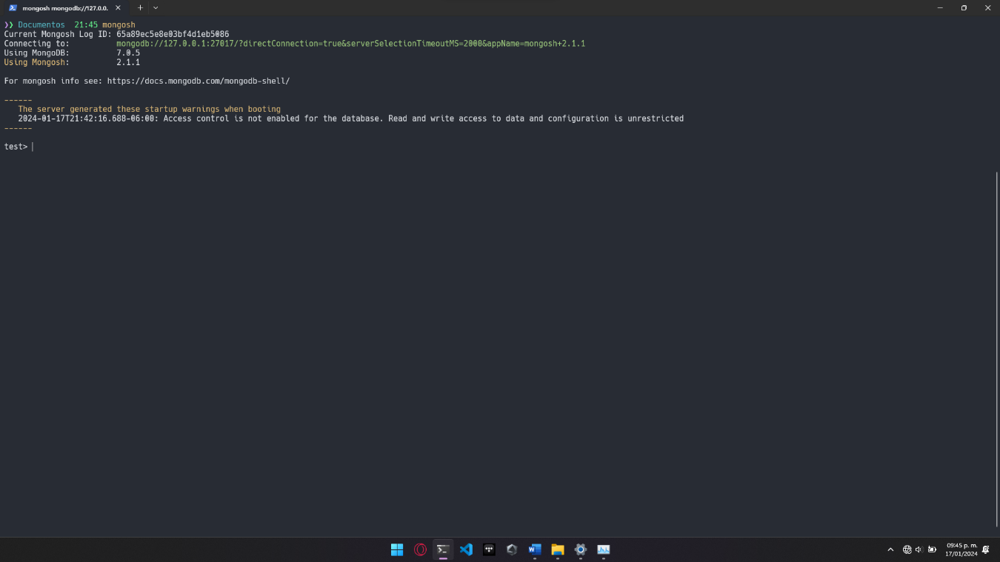 mongosh mongodb://127.0.0.
❯❯ Documentos 21:45 mongosh
Current Mongosh Log ID: 65a89ec5e8e03bf4d1eb5086
Connecting to: mongodb://127.0.0.1:27017/?directConnection=true&serverSelectionTimeoutMS=2000&appName=mongosh+2.1.1
Using MongoDB: 7.0.5
Using Mongosh: 2.1.1
For mongosh info see: https://docs.mongodb.com/mongodb-shell/
------
The server generated these startup warnings when booting
2024-01-17T21:42:16.688-06:00: Access control is not enabled for the database. Read and write access to data and configuration is unrestricted
------
test>
09:45 p. m.
17/01/2024